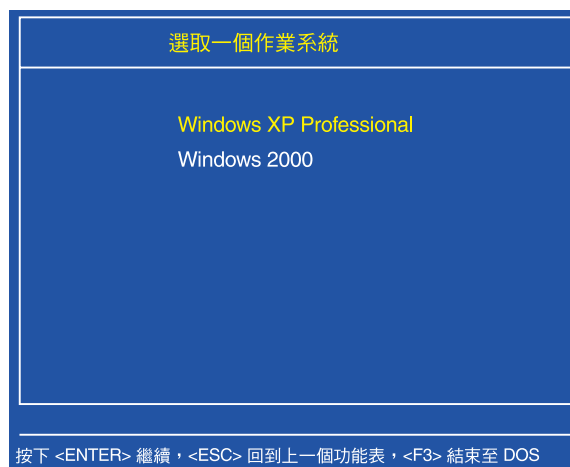 選取一個作業系統
Windows XP Professional
Windows 2000
按下 <ENTER> 繼續，<ESC> 回到上一個功能表，<F3> 結束至 DOS